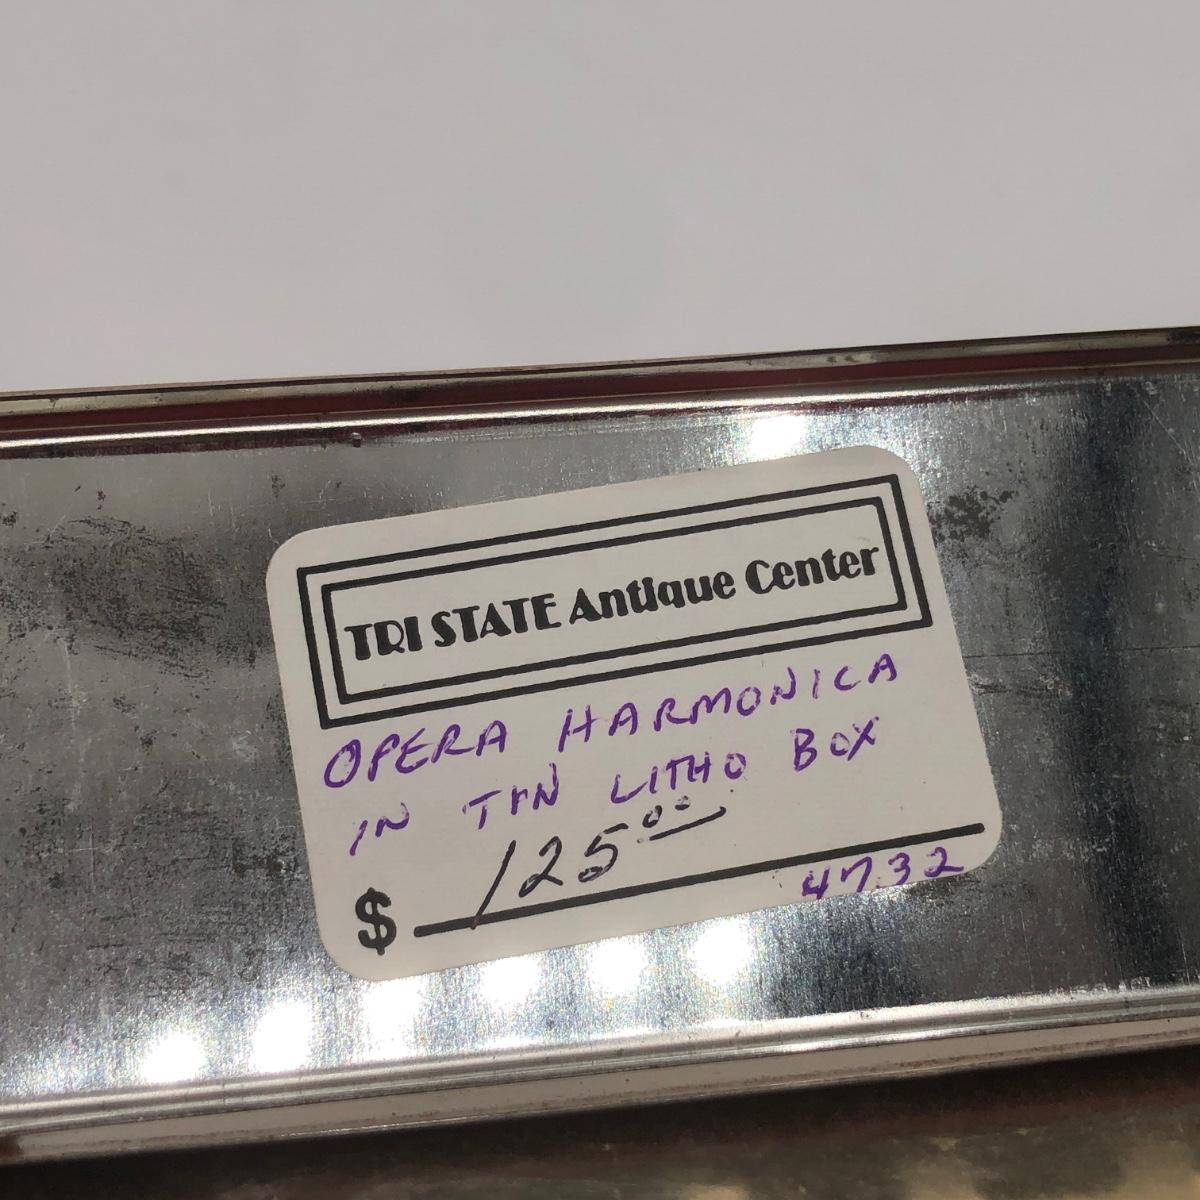 TRI STATE Antique Center
OPERA HARMONICA
IN TIN LITHO BOX
$ 125.00
4732